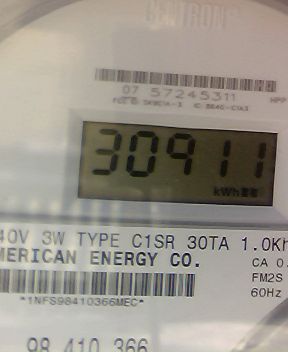 CENTRON
07 57245311
30911
kWh
40V 3W TYPE C1SR 30TA 1.0Kh
MERICAN ENERGY CO.
CA 0.
FM2S
60Hz
*1NFS98410366MEC*
98 410 366